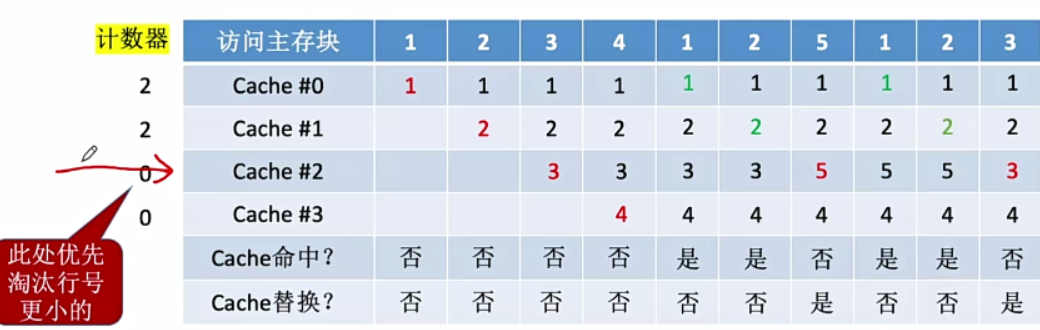 计数器 访问主存块 1 2 3 4 1 2 5 1 2 3
2 Cache #0 1 1 1 1 1 1 1 1 1 1
2 Cache #1 2 2 2 2 2 2 2 2 2
0 Cache #2 3 3 3 3 5 5 5 3
0 Cache #3 4 4 4 4 4 4 4
Cache命中? 否 否 否 否 是 是 否 是 是 否
Cache替换? 否 否 否 否 否 否 是 否 否 是
此处优先
淘汰行号
更小的